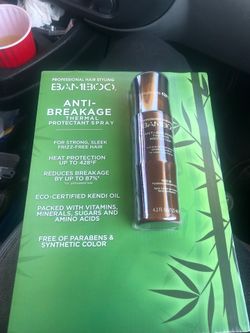 PROFESSIONAL HAIR STYLING
BAMBOO
ANTI-
BREAKAGE
THERMAL
PROTECTANT SPRAY
FOR STRONG, SLEEK
FRIZZ-FREE HAIR
HEAT PROTECTION
UP TO 428°F
REDUCES BREAKAGE
BY UP TO 87%*
ECO-CERTIFIED KENDI OIL
PACKED WITH VITAMINS,
MINERALS, SUGARS AND
AMINO ACIDS
FREE OF PARABENS &
SYNTHETIC COLOR
BAMBOO